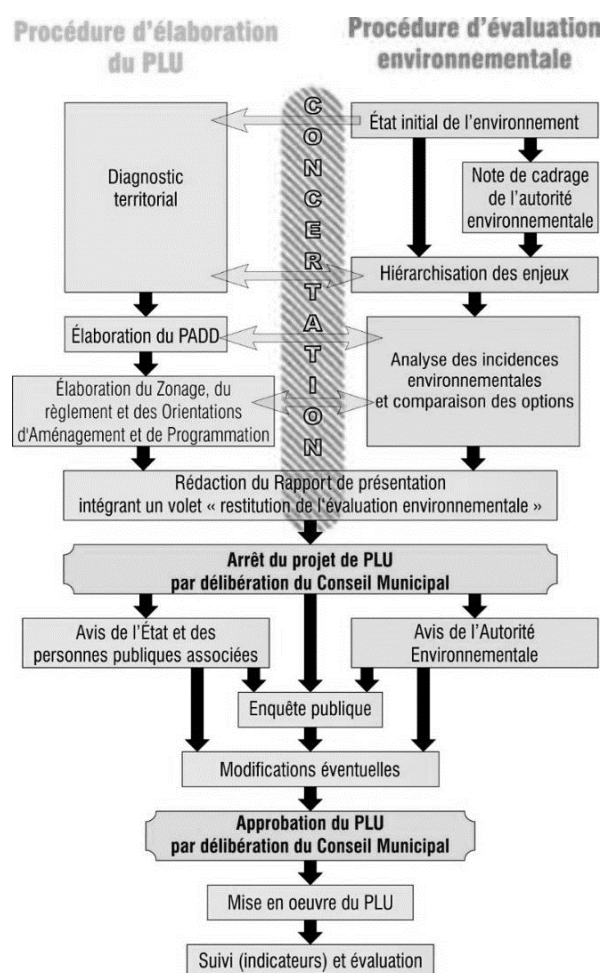 Procédure d'élaboration
du PLU
Procédure d'évaluation
environnementale
CONCERTATION
Diagnostic
territorial
État initial de l'environnement
Note de cadrage
de l'autorité
environnementale
Hiérarchisation des enjeux
Élaboration du PADD
Analyse des incidences
environnementales
et comparaison des options
Élaboration du Zonage, du
règlement et des Orientations
d'Aménagement et de Programmation
Rédaction du Rapport de présentation
intégrant un volet « restitution de l'évaluation environnementale »
Arrêt du projet de PLU
par délibération du Conseil Municipal
Avis de l'État et des
personnes publiques associées
Avis de l'Autorité
Environnementale
Enquête publique
Modifications éventuelles
Approbation du PLU
par délibération du Conseil Municipal
Mise en oeuvre du PLU
Suivi (indicateurs) et évaluation